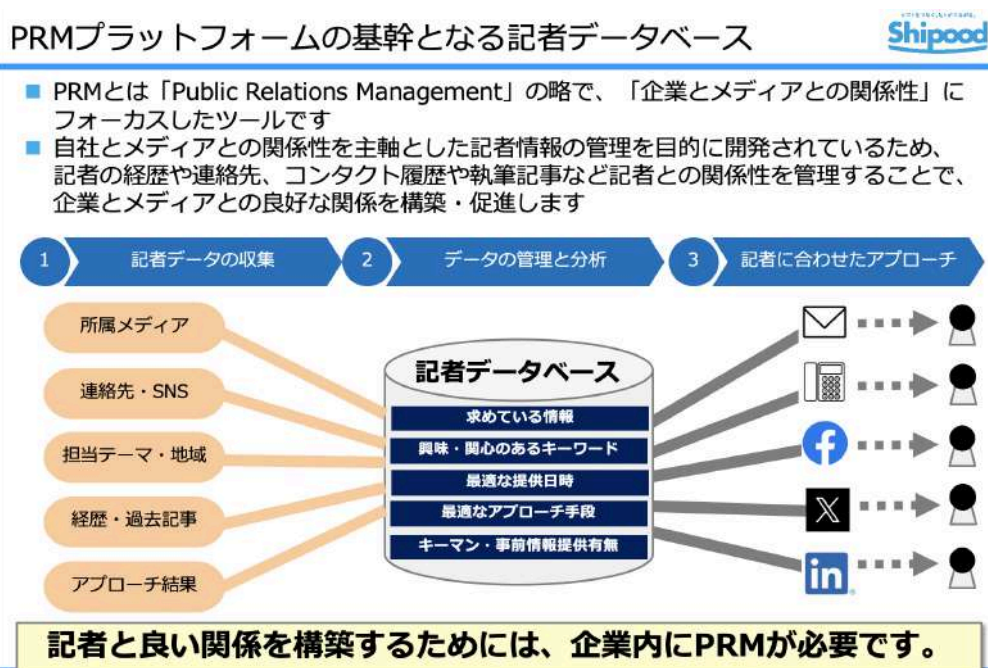 PRMプラットフォームの基幹となる記者データベース
Shipood
PRMとは「Public Relations Management」の略で、「企業とメディアとの関係性」に
フォーカスしたツールです
自社とメディアとの関係性を主軸とした記者情報の管理を目的に開発されているため、
記者の経歴や連絡先、コンタクト履歴や執筆記事など記者との関係性を管理することで、
企業とメディアとの良好な関係を構築・促進します
1 記者データの収集
2 データの管理と分析
3 記者に合わせたアプローチ
所属メディア
連絡先・SNS
担当テーマ・地域
経歴・過去記事
アプローチ結果
記者データベース
求めている情報
興味・関心のあるキーワード
最適な提供日時
最適なアプローチ手段
キーマン・事前情報提供有無
f
X
in
記者と良い関係を構築するためには、企業内にPRMが必要です。